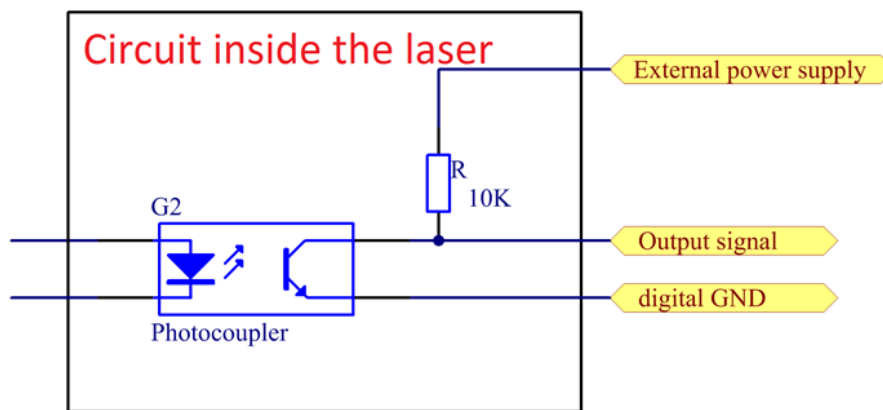 Circuit inside the laser
External power supply
R
10K
G2
Output signal
digital GND
Photocoupler